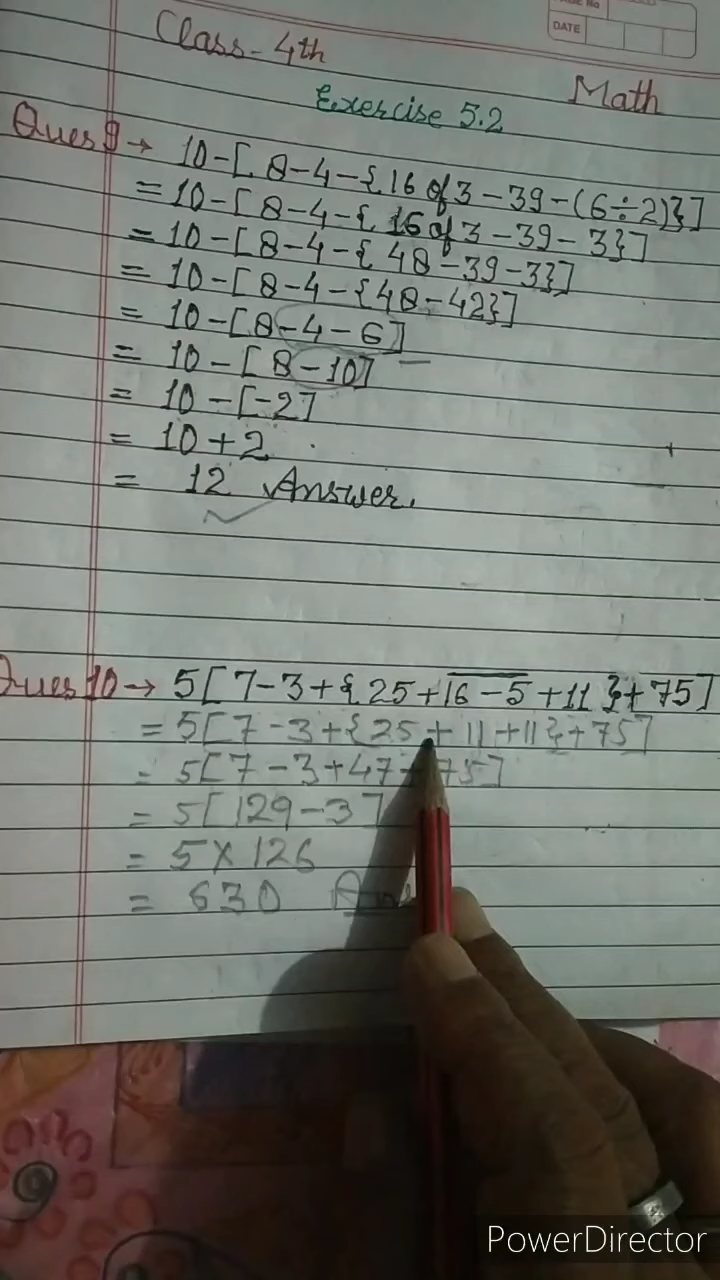 PAGE No
DATE
Class - 4th
Math
Exercise 5.2
Ques 9 → 10-[8-4-{16 of 3-39-(6÷2)}]
= 10-[8-4-{16 of 3-39-3}]
= 10-[8-4-{48-39-3}]
= 10-[8-4-{48-42}]
= 10-[8-4-6]
= 10-[8-10]
= 10-[-2]
= 10+2
= 12 Answer.
Ques 10 → 5[7-3+{25+16-5+11}+75]
= 5[7-3+{25+11+11}+75]
= 5[7-3+47+75]
= 5[129-3]
= 5×126
= 630 Ans
PowerDirector